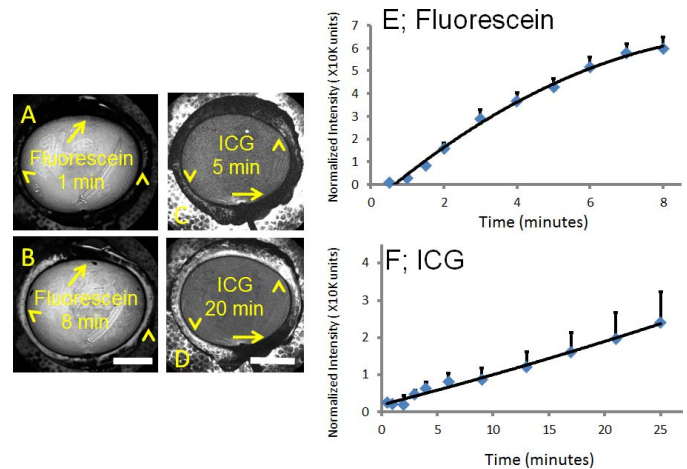 A
Fluorescein
1 min
B
Fluorescein
8 min
ICG
5 min
C
ICG
20 min
D
E; Fluorescein
Normalized Intensity ( X10K units)
7
6
5
4
3
2
1
0
0
2
4
6
8
Time (minutes)
F; ICG
Normalized Intensity (X10K units)
4
3
2
1
0
0
5
10
15
20
25
Time (minutes)